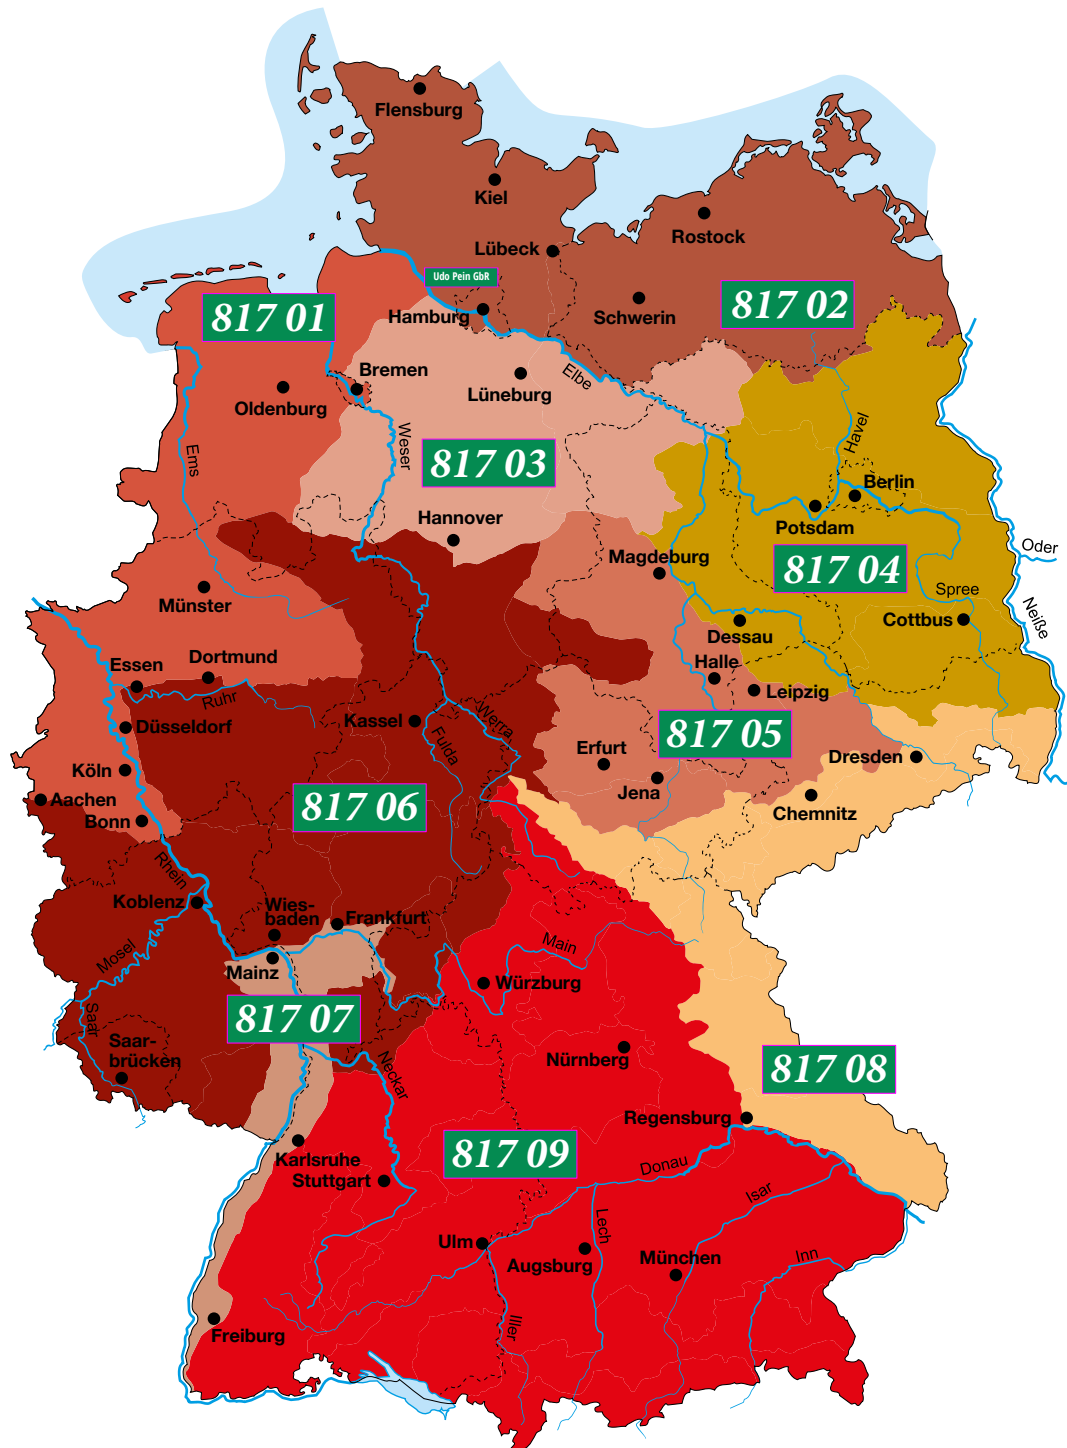 Flensburg
Kiel
Lübeck
Rostock
Udo Pein GbR
Hamburg
Schwerin
817 01
817 02
Bremen
Oldenburg
Lüneburg
Elbe
Ems
Weser
Havel
817 03
Berlin
Potsdam
Hannover
Magdeburg
817 04
Oder
Spree
Neiße
Münster
Cottbus
Dessau
Essen
Dortmund
Ruhr
Halle
Leipzig
Düsseldorf
Kassel
Werra
Fulda
817 05
Erfurt
Dresden
Köln
Aachen
Bonn
Jena
Chemnitz
817 06
Rhein
Koblenz
Wies-
baden
Frankfurt
Mosel
Main
Mainz
Würzburg
Saar
817 07
Saar-
brücken
Neckar
Nürnberg
817 08
Regensburg
Karlsruhe
Stuttgart
817 09
Donau
Isar
Lech
Ulm
Augsburg
München
Inn
Iller
Freiburg